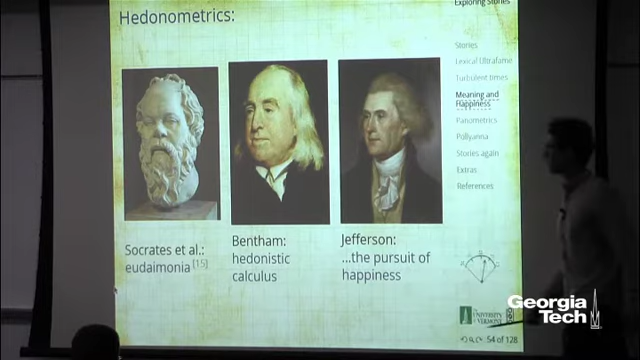 Exploring Stories
Hedonometrics:
Stories
Lexical Ultrafame
Turbulent times
Meaning and
Happiness
Panometrics
Pollyanna
Stories again
Extras
References
Socrates et al.:
eudaimonia [15]
Bentham:
hedonistic
calculus
Jefferson:
...the pursuit of
happiness
UNIVERSITY
of VERMONT
54 of 128
Georgia
Tech